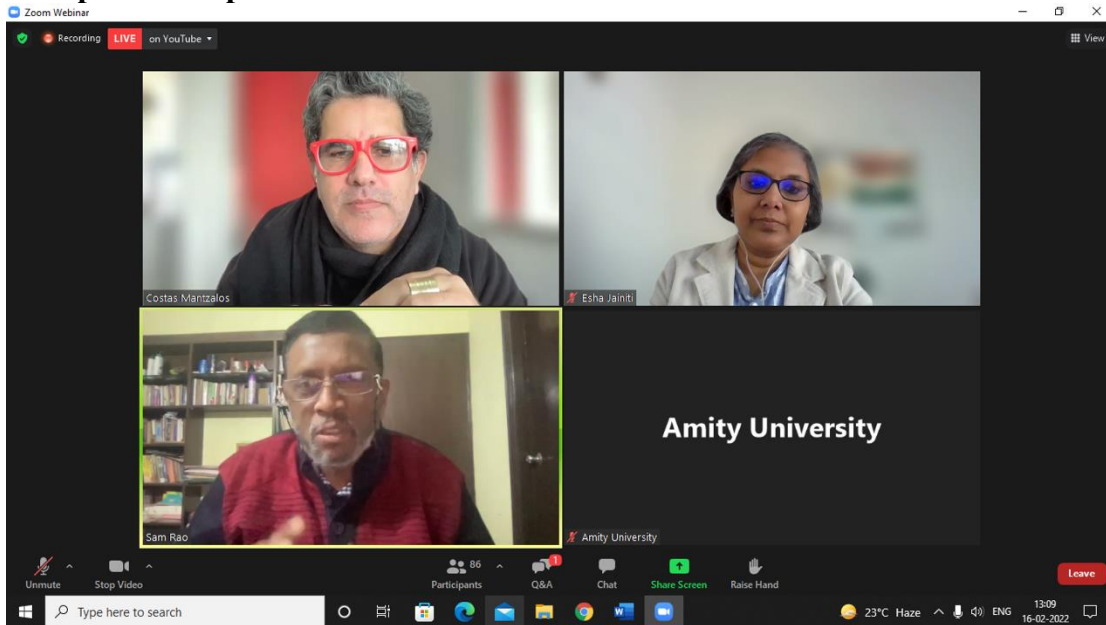 Zoom Webinar
Recording LIVE on YouTube View
Costas Mantzalos
Esha Jainiti
Sam Rao
Amity University
Amity University
Unmute Stop Video 86 Participants 1 Q&A Chat Share Screen Raise Hand Leave
Type here to search 23°C Haze ENG 13:09
16-02-2022